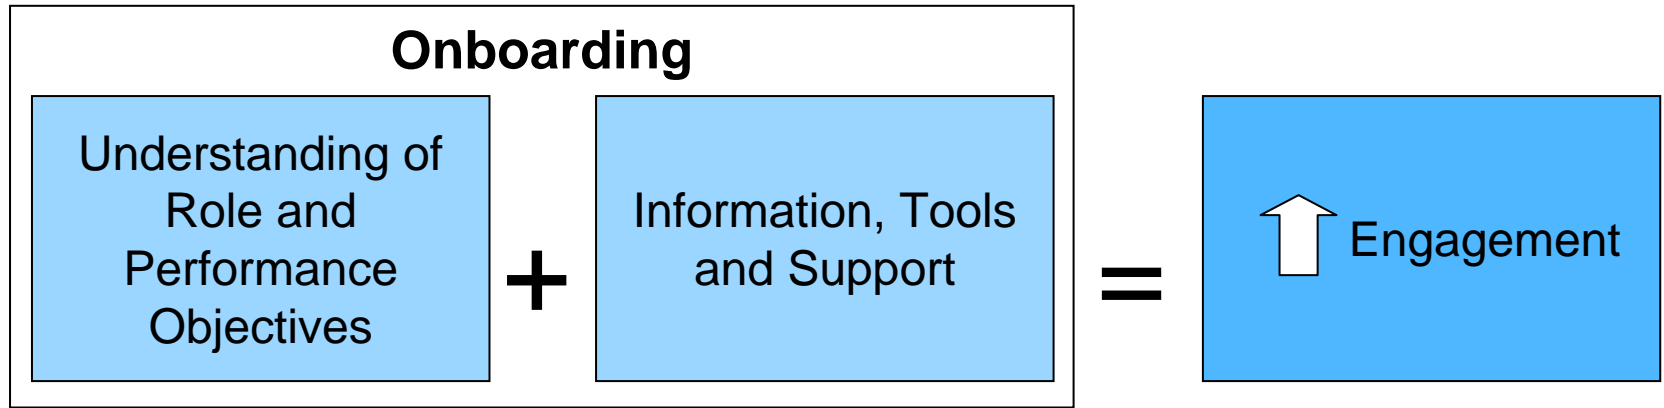 Onboarding
Understanding of
Role and
Performance
Objectives
+
Information, Tools
and Support
=
Engagement